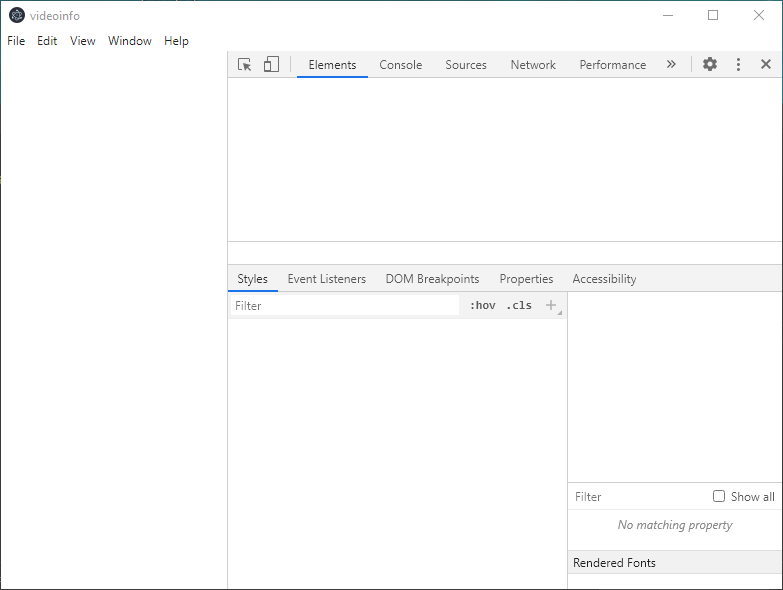 videoinfo
File Edit View Window Help
Elements Console Sources Network Performance »
Styles Event Listeners DOM Breakpoints Properties Accessibility
Filter :hov .cls +
Filter Show all
No matching property
Rendered Fonts